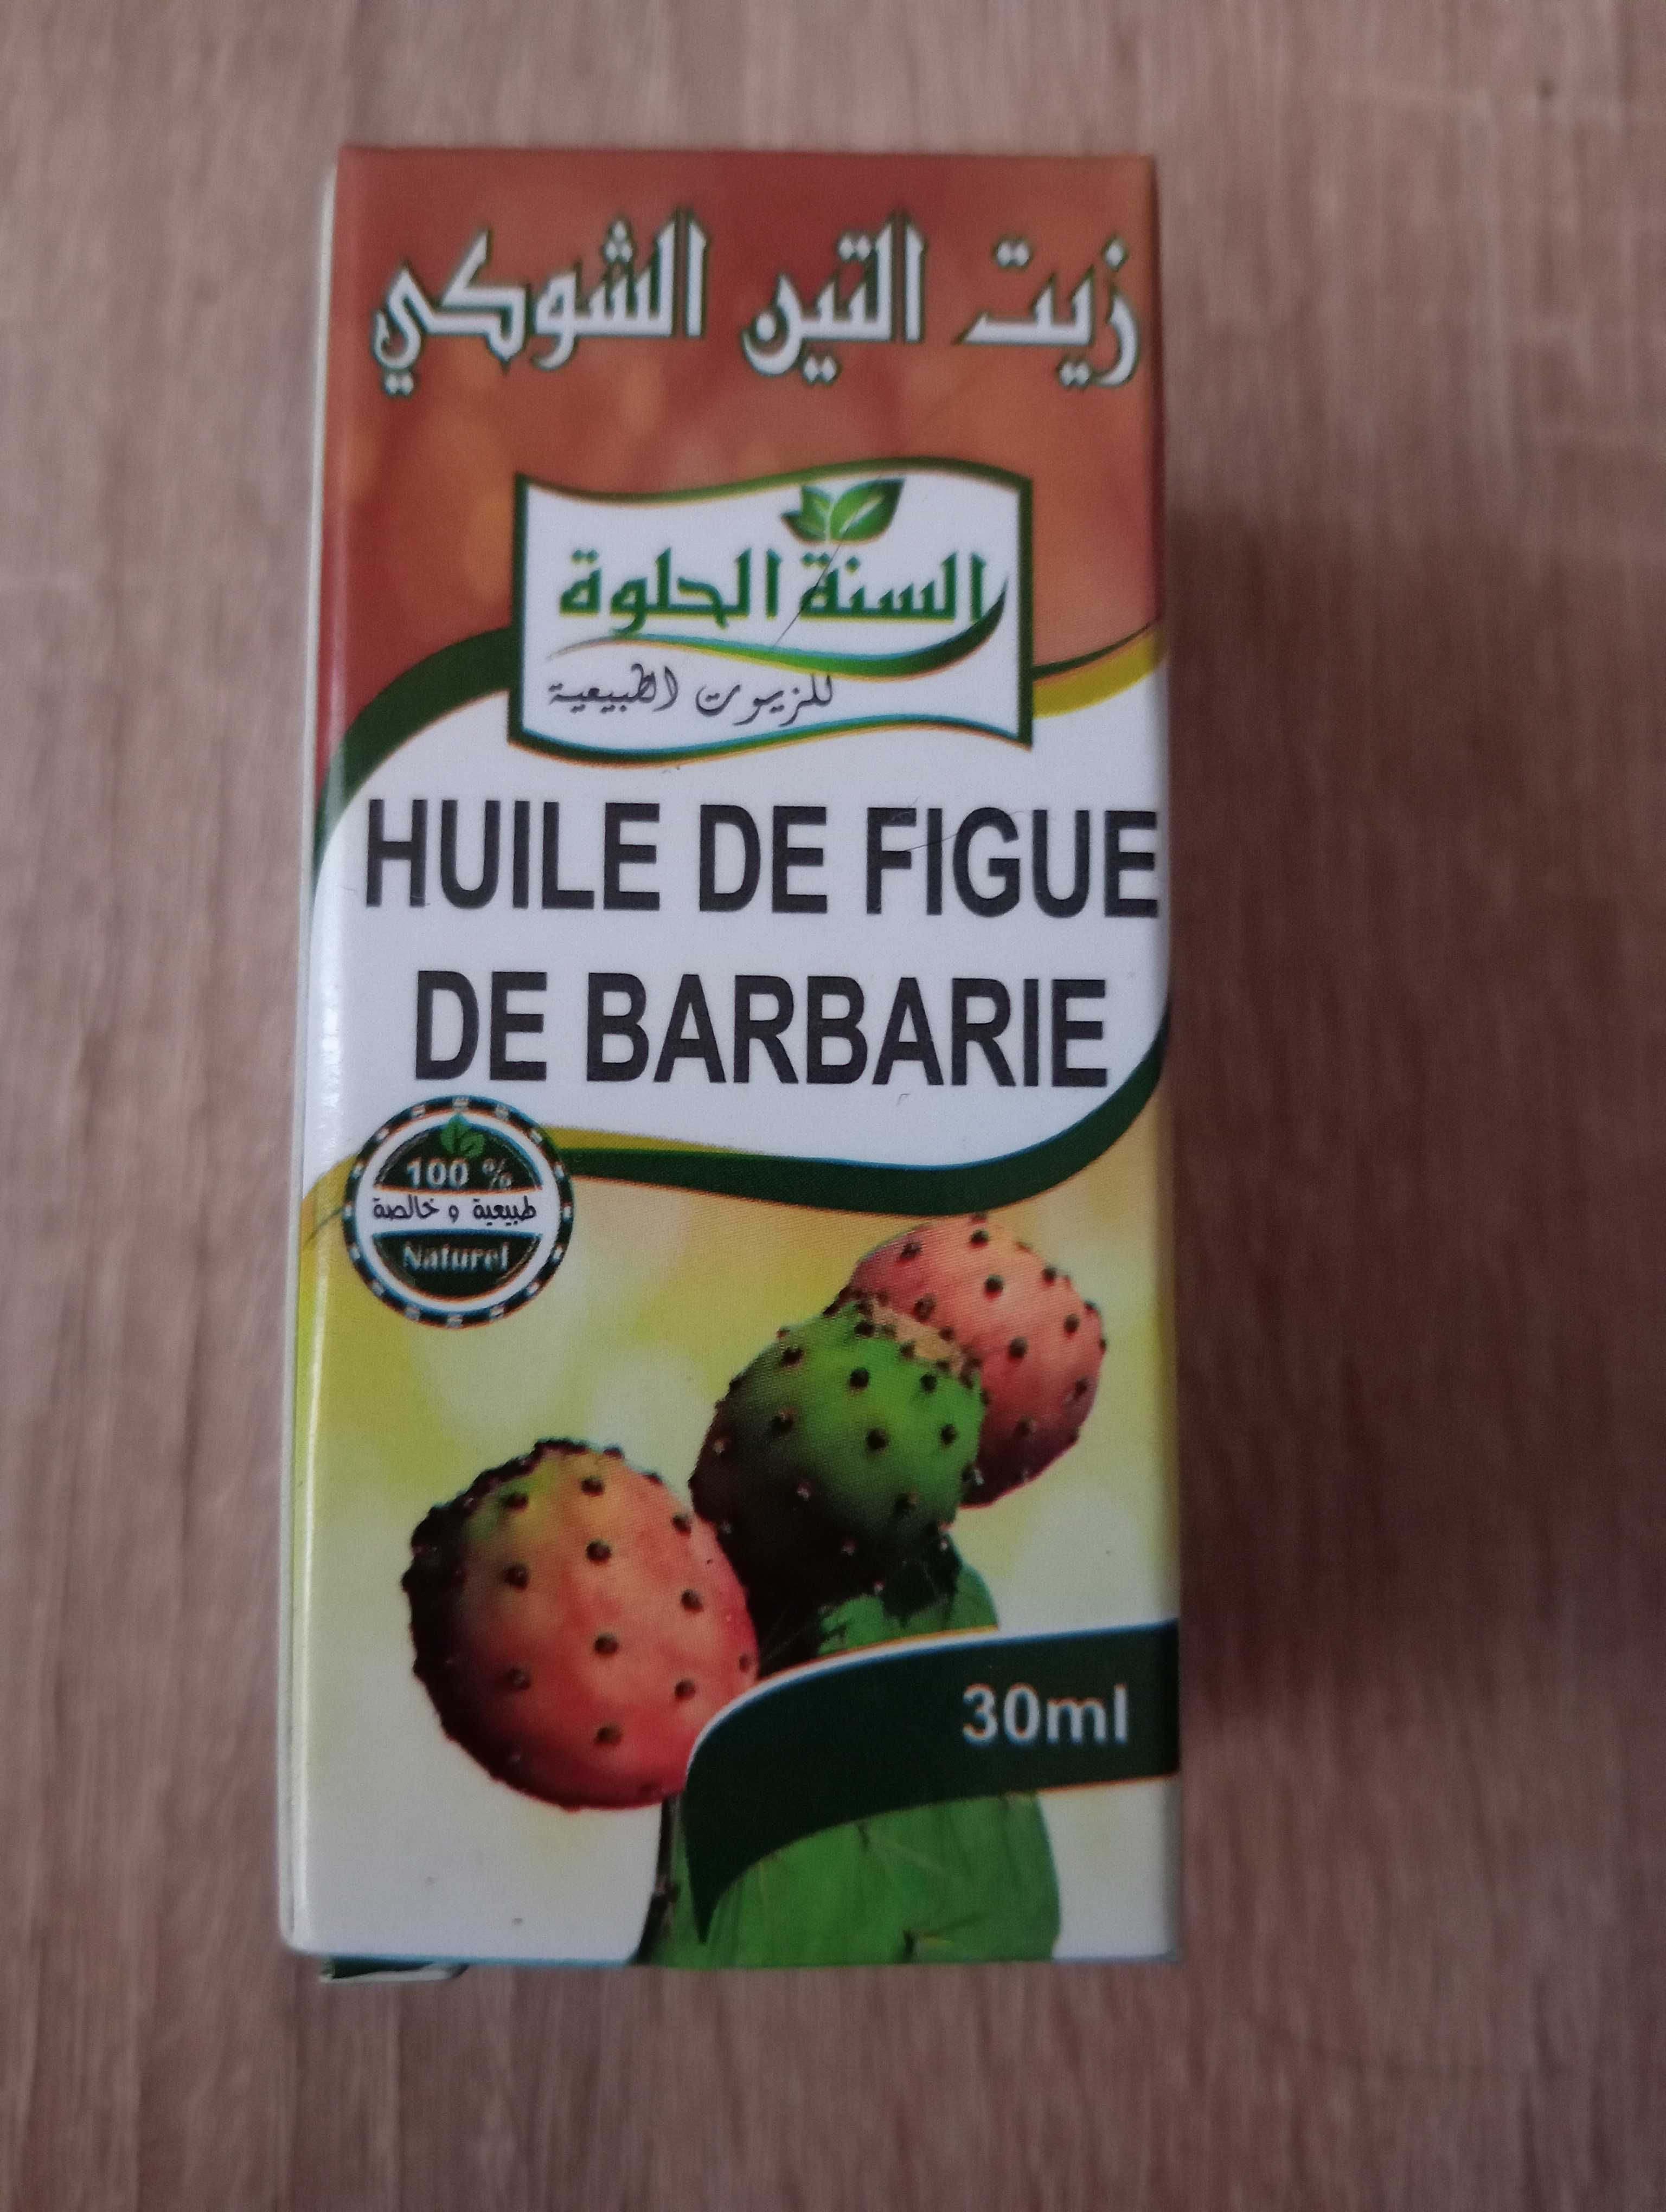 زيت التين الشوكي
السنة الحلوة
للزيوت الطبيعية
HUILE DE FIGUE
DE BARBARIE
100 %
طبيعية و خالصة
Naturel
30ml